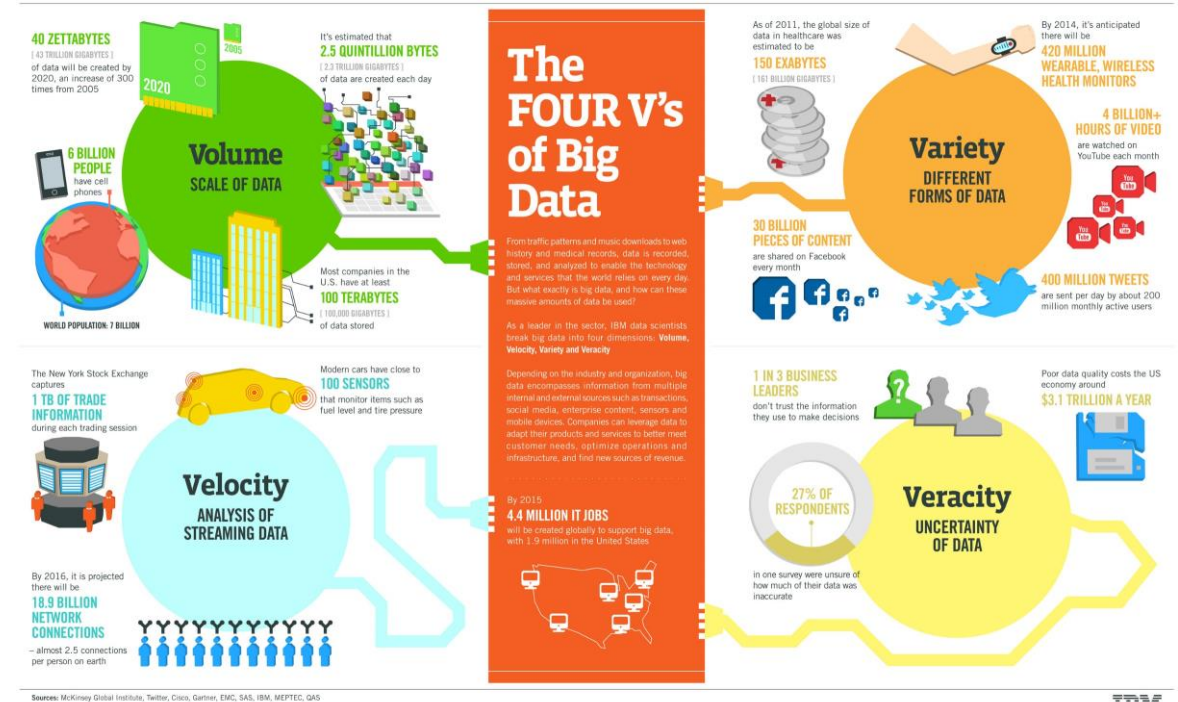 40 ZETTABYTES
[ 43 TRILLION GIGABYTES ]
of data will be created by
2020, an increase of 300
times from 2005
2020
2005
It's estimated that
2.5 QUINTILLION BYTES
[ 2.3 TRILLION GIGABYTES ]
of data are created each day
6 BILLION
PEOPLE
have cell
phones
WORLD POPULATION: 7 BILLION
Volume
SCALE OF DATA
Most companies in the
U.S. have at least
100 TERABYTES
[ 100,000 GIGABYTES ]
of data stored
The New York Stock Exchange
captures
1 TB OF TRADE
INFORMATION
during each trading session
Modern cars have close to
100 SENSORS
that monitor items such as
fuel level and tire pressure
Velocity
ANALYSIS OF
STREAMING DATA
By 2016, it is projected
there will be
18.9 BILLION
NETWORK
CONNECTIONS
– almost 2.5 connections
per person on earth
The
FOUR V's
of Big
Data
From traffic patterns and music downloads to web
history and medical records, data is recorded,
stored, and analyzed to enable the technology
and services that the world relies on every day.
But what exactly is big data, and how can these
massive amounts of data be used?
As a leader in the sector, IBM data scientists
break big data into four dimensions: Volume,
Velocity, Variety and Veracity
Depending on the industry and organization, big
data encompasses information from multiple
internal and external sources such as transactions,
social media, enterprise content, sensors and
mobile devices. Companies can leverage data to
adapt their products and services to better meet
customer needs, optimize operations and
infrastructure, and find new sources of revenue.
By 2015
4.4 MILLION IT JOBS
will be created globally to support big data,
with 1.9 million in the United States
As of 2011, the global size of
data in healthcare was
estimated to be
150 EXABYTES
[ 161 BILLION GIGABYTES ]
By 2014, it's anticipated
there will be
420 MILLION
WEARABLE, WIRELESS
HEALTH MONITORS
Variety
DIFFERENT
FORMS OF DATA
4 BILLION+
HOURS OF VIDEO
are watched on
YouTube each month
You
Tube
You
Tube
You
Tube
You
Tube
30 BILLION
PIECES OF CONTENT
are shared on Facebook
every month
400 MILLION TWEETS
are sent per day by about 200
million monthly active users
1 IN 3 BUSINESS
LEADERS
don't trust the information
they use to make decisions
?
Poor data quality costs the US
economy around
$3.1 TRILLION A YEAR
27% OF
RESPONDENTS
in one survey were unsure of
how much of their data was
inaccurate
Veracity
UNCERTAINTY
OF DATA
Sources: McKinsey Global Institute, Twitter, Cisco, Gartner, EMC, SAS, IBM, MEPTEC, QAS
IBM